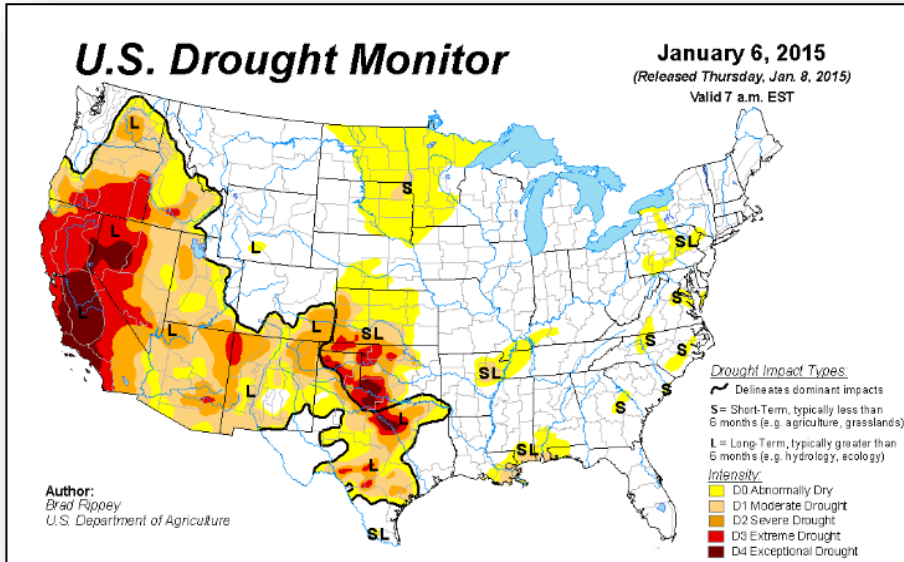 U.S. Drought Monitor
January 6, 2015
(Released Thursday, Jan. 8, 2015)
Valid 7 a.m. EST
L
S
L
L
SL
S
L
L
L
SL
S
S
SL
L
L
S
S
L
SL
SL
Drought Impact Types:
Delineates dominant impacts
S = Short-Term, typically less than
6 months (e.g. agriculture, grasslands)
L = Long-Term, typically greater than
6 months (e.g. hydrology, ecology)
Intensity:
D0 Abnormally Dry
D1 Moderate Drought
D2 Severe Drought
D3 Extreme Drought
D4 Exceptional Drought
Author:
Brad Rippey
U.S. Department of Agriculture